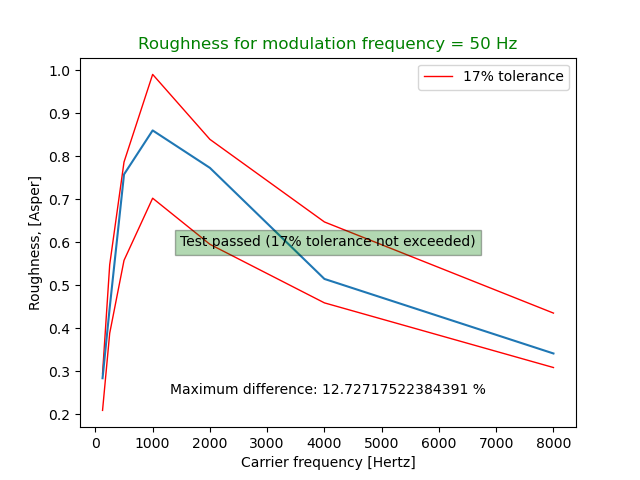 Roughness for modulation frequency = 50 Hz
17% tolerance
1.0
0.9
0.8
0.7
0.6
0.5
0.4
0.3
0.2
Roughness, [Asper]
Test passed (17% tolerance not exceeded)
Maximum difference: 12.72717522384391 %
0 1000 2000 3000 4000 5000 6000 7000 8000
Carrier frequency [Hertz]